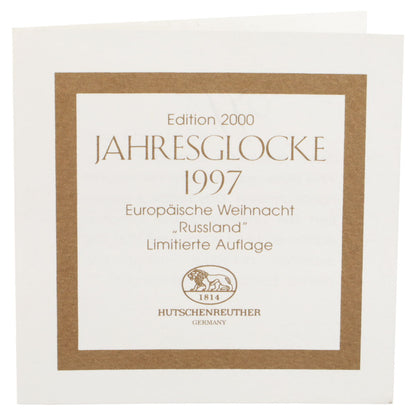 Edition 2000
JAHRESGLOCKE
1997
Europäische Weihnacht
„Russland"
Limitierte Auflage
1814
HUTSCHENREUTHER
GERMANY